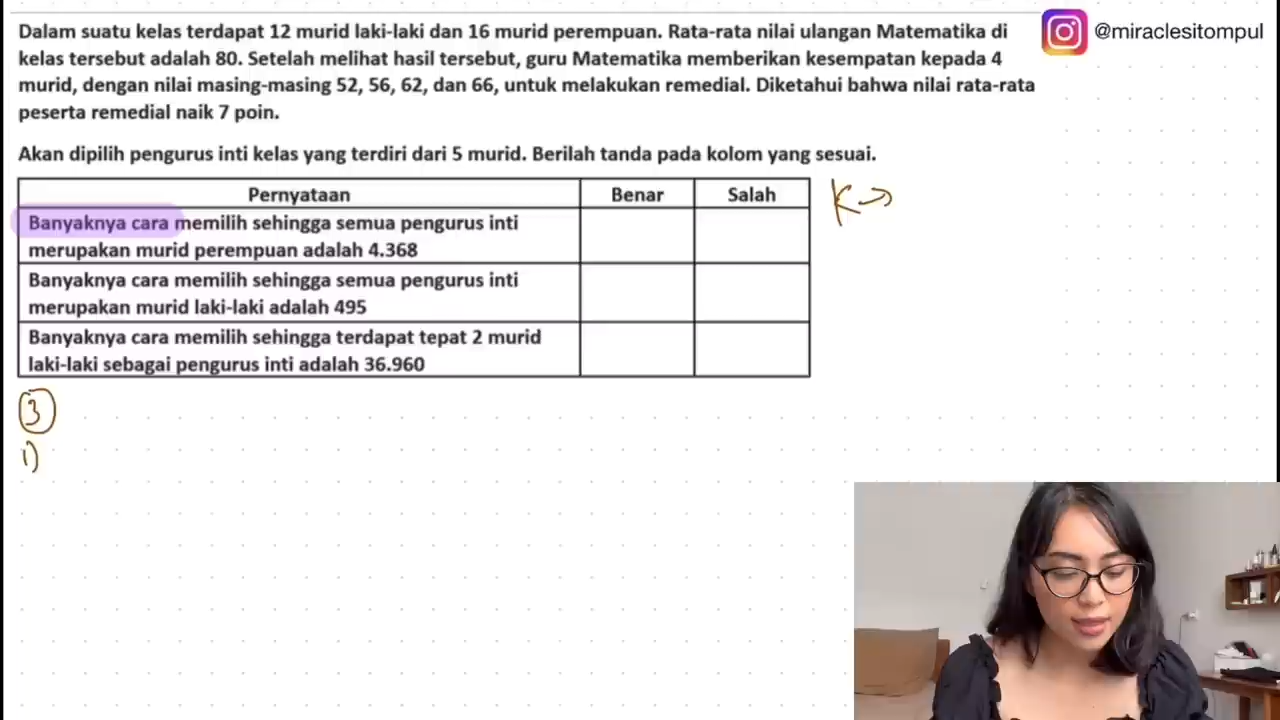 Dalam suatu kelas terdapat 12 murid laki-laki dan 16 murid perempuan. Rata-rata nilai ulangan Matematika di
kelas tersebut adalah 80. Setelah melihat hasil tersebut, guru Matematika memberikan kesempatan kepada 4
murid, dengan nilai masing-masing 52, 56, 62, dan 66, untuk melakukan remedial. Diketahui bahwa nilai rata-rata
peserta remedial naik 7 poin.
@miraclesitompul
Akan dipilih pengurus inti kelas yang terdiri dari 5 murid. Berilah tanda pada kolom yang sesuai.
Pernyataan Benar Salah
K →
Banyaknya cara memilih sehingga semua pengurus inti
merupakan murid perempuan adalah 4.368
Banyaknya cara memilih sehingga semua pengurus inti
merupakan murid laki-laki adalah 495
Banyaknya cara memilih sehingga terdapat tepat 2 murid
laki-laki sebagai pengurus inti adalah 36.960
3
1)